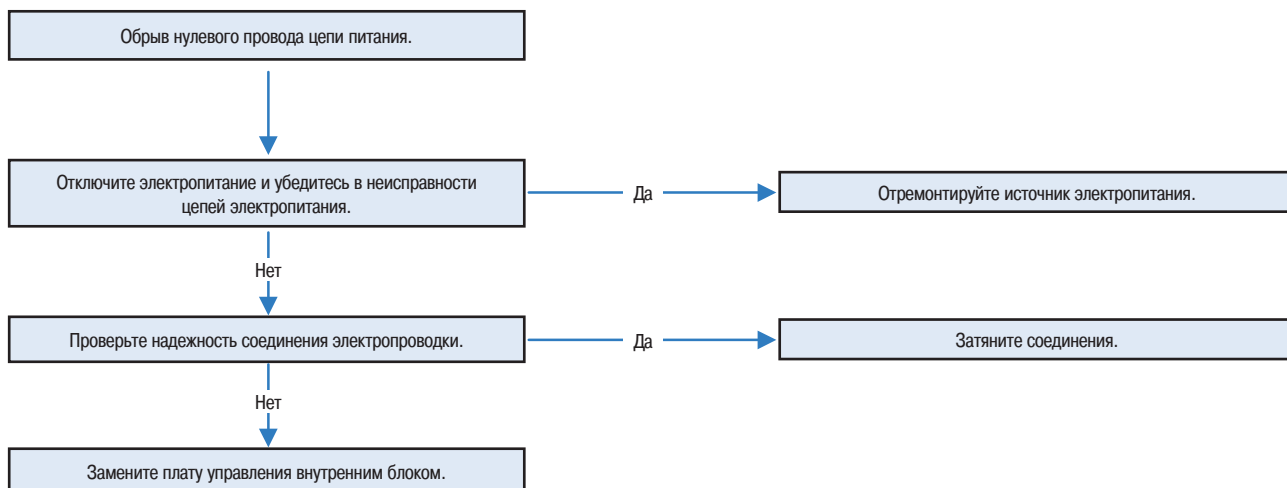 Обрыв нулевого провода цепи питания.
Отключите электропитание и убедитесь в неисправности
цепей электропитания.
Да
Отремонтируйте источник электропитания.
Нет
Проверьте надежность соединения электропроводки.
Да
Затяните соединения.
Нет
Замените плату управления внутренним блоком.